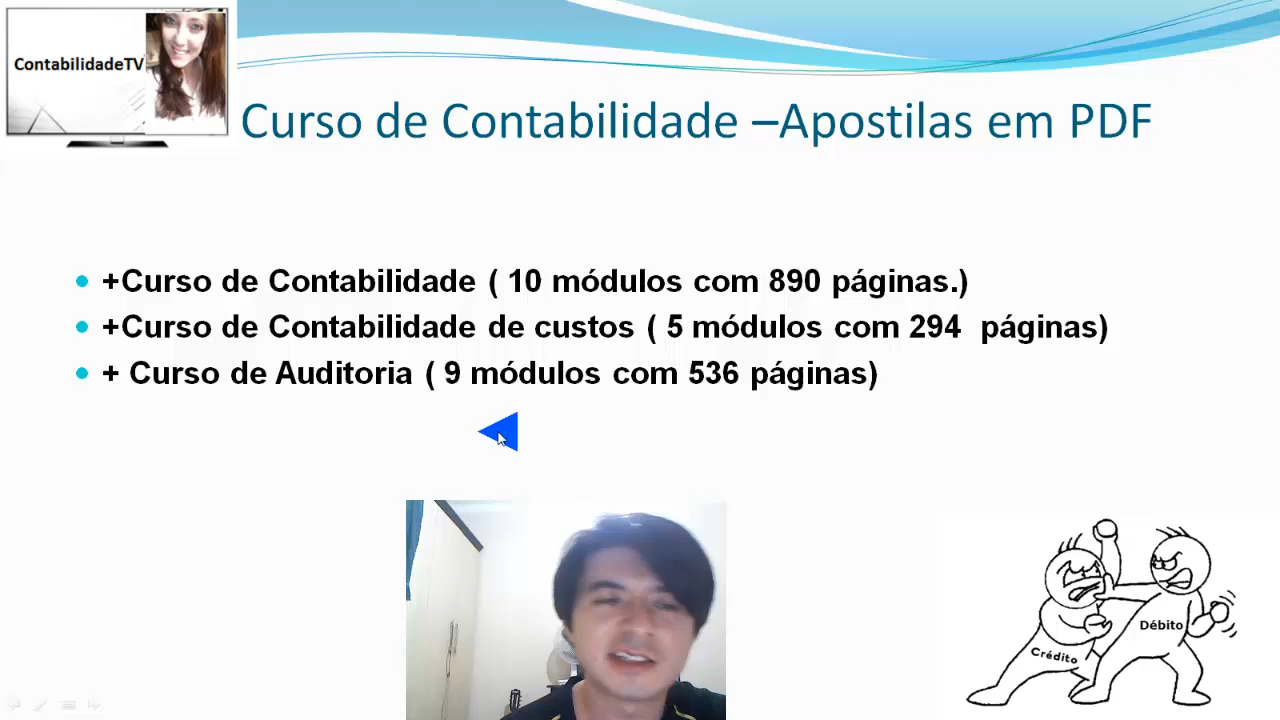 ContabilidadeTV
Curso de Contabilidade –Apostilas em PDF
+Curso de Contabilidade ( 10 módulos com 890 páginas.)
+Curso de Contabilidade de custos ( 5 módulos com 294 páginas)
+ Curso de Auditoria ( 9 módulos com 536 páginas)
Débito
Crédito